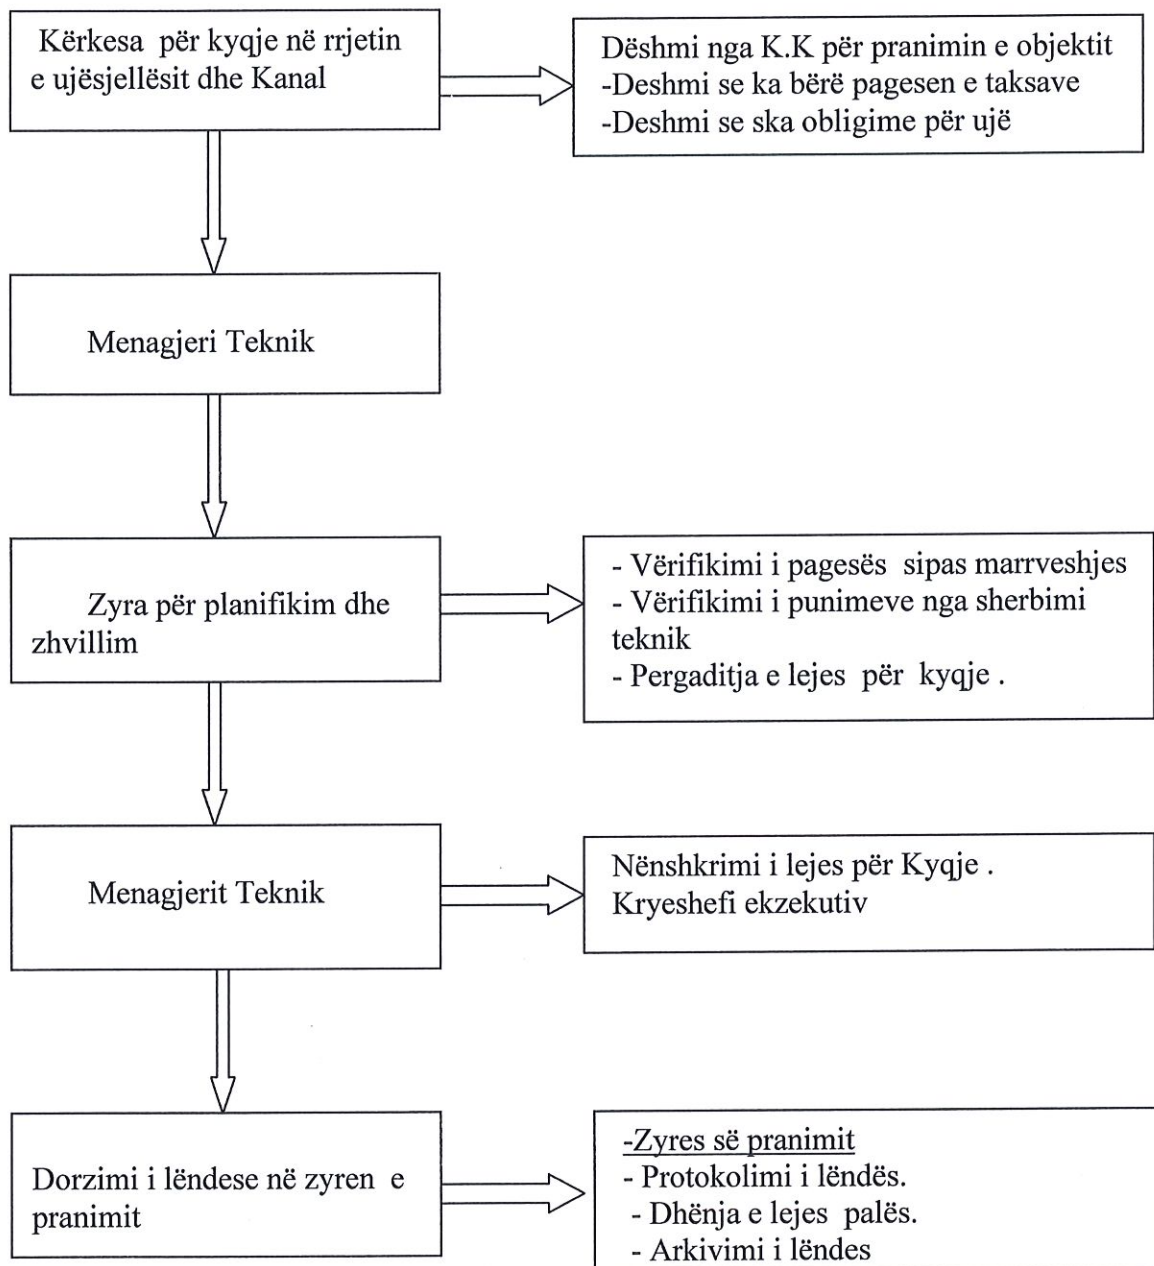 Kërkesa për kyqje në rrjetin
e ujësjellësit dhe Kanal
Dëshmi nga K.K për pranimin e objektit
-Deshmi se ka bërë pagesen e taksave
-Deshmi se ska obligime për ujë
Menagjeri Teknik
Zyra për planifikim dhe
zhvillim
- Vërifikimi i pagesës sipas marrveshjes
- Vërifikimi i punimeve nga sherbimi
teknik
- Pergaditja e lejes për kyqje .
Menagjerit Teknik
Nënshkrimi i lejes për Kyqje .
Kryeshefi ekzekutiv
Dorzimi i lëndese në zyren e
pranimit
-Zyres së pranimit
- Protokolimi i lëndës.
- Dhënja e lejes palës.
- Arkivimi i lëndes